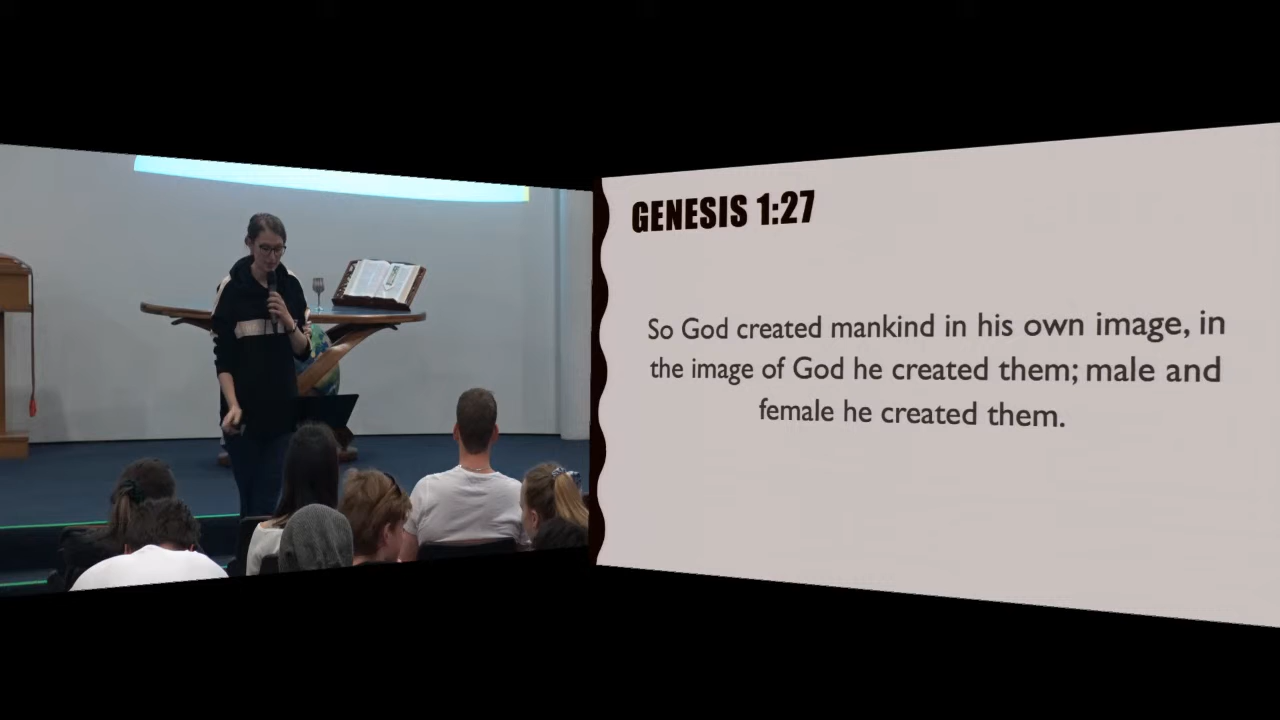 GENESIS 1:27
So God created mankind in his own image, in
the image of God he created them; male and
female he created them.